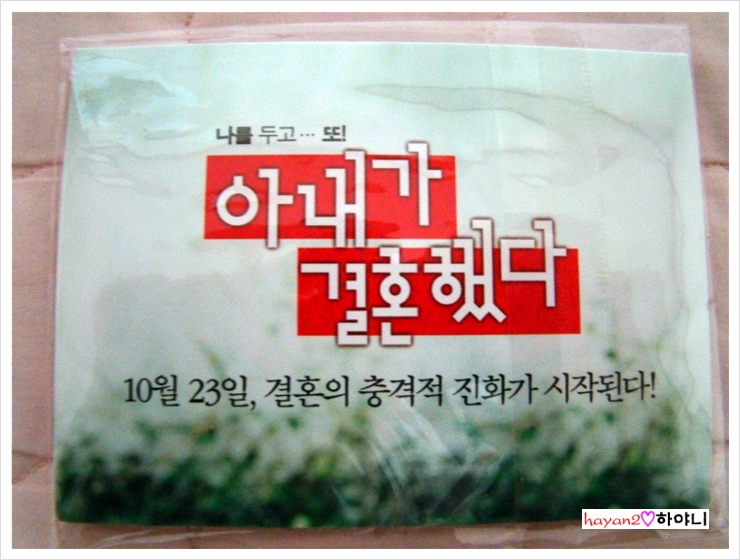 나를 두고··· 또!
아내가
결혼했다
10월 23일, 결혼의 충격적 진화가 시작된다!
hayan2♡하야니